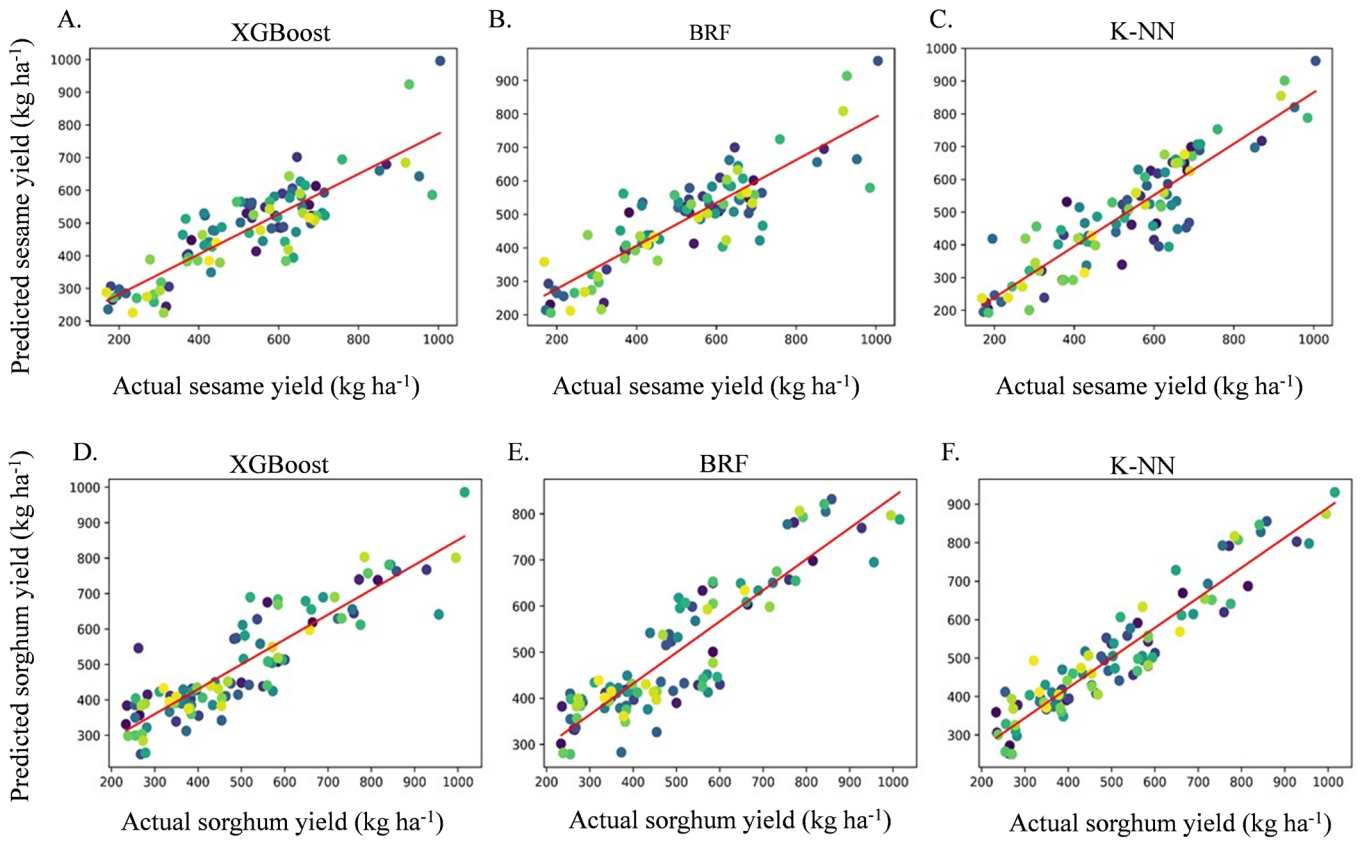 A.
XGBoost
B.
BRF
C.
K-NN
Predicted sesame yield (kg ha-1)
1000
900
800
700
600
500
400
300
200
200 400 600 800 1000
Actual sesame yield (kg ha-1)
900
800
700
600
500
400
300
200
200 400 600 800 1000
Actual sesame yield (kg ha-1)
1000
900
800
700
600
500
400
300
200
200 400 600 800 1000
Actual sesame yield (kg ha-1)
D.
XGBoost
E.
BRF
F.
K-NN
Predicted sorghum yield (kg ha-1)
1000
900
800
700
600
500
400
300
200 300 400 500 600 700 800 900 1000
Actual sorghum yield (kg ha-1)
800
700
600
500
400
300
200 300 400 500 600 700 800 900 1000
Actual sorghum yield (kg ha-1)
900
800
700
600
500
400
300
200 300 400 500 600 700 800 900 1000
Actual sorghum yield (kg ha-1)